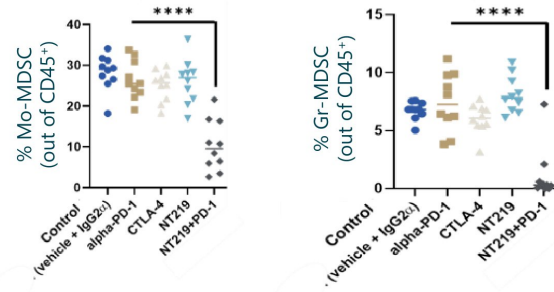 ****
% Mo-MDSC
(out of CD45⁺)
40
30
20
10
0
Control
(vehicle + IgG2α)
alpha-PD-1
CTLA-4
NT219
NT219+PD-1
****
% Gr-MDSC
(out of CD45⁺)
15
10
5
0
Control
(vehicle + IgG2α)
alpha-PD-1
CTLA-4
NT219
NT219+PD-1